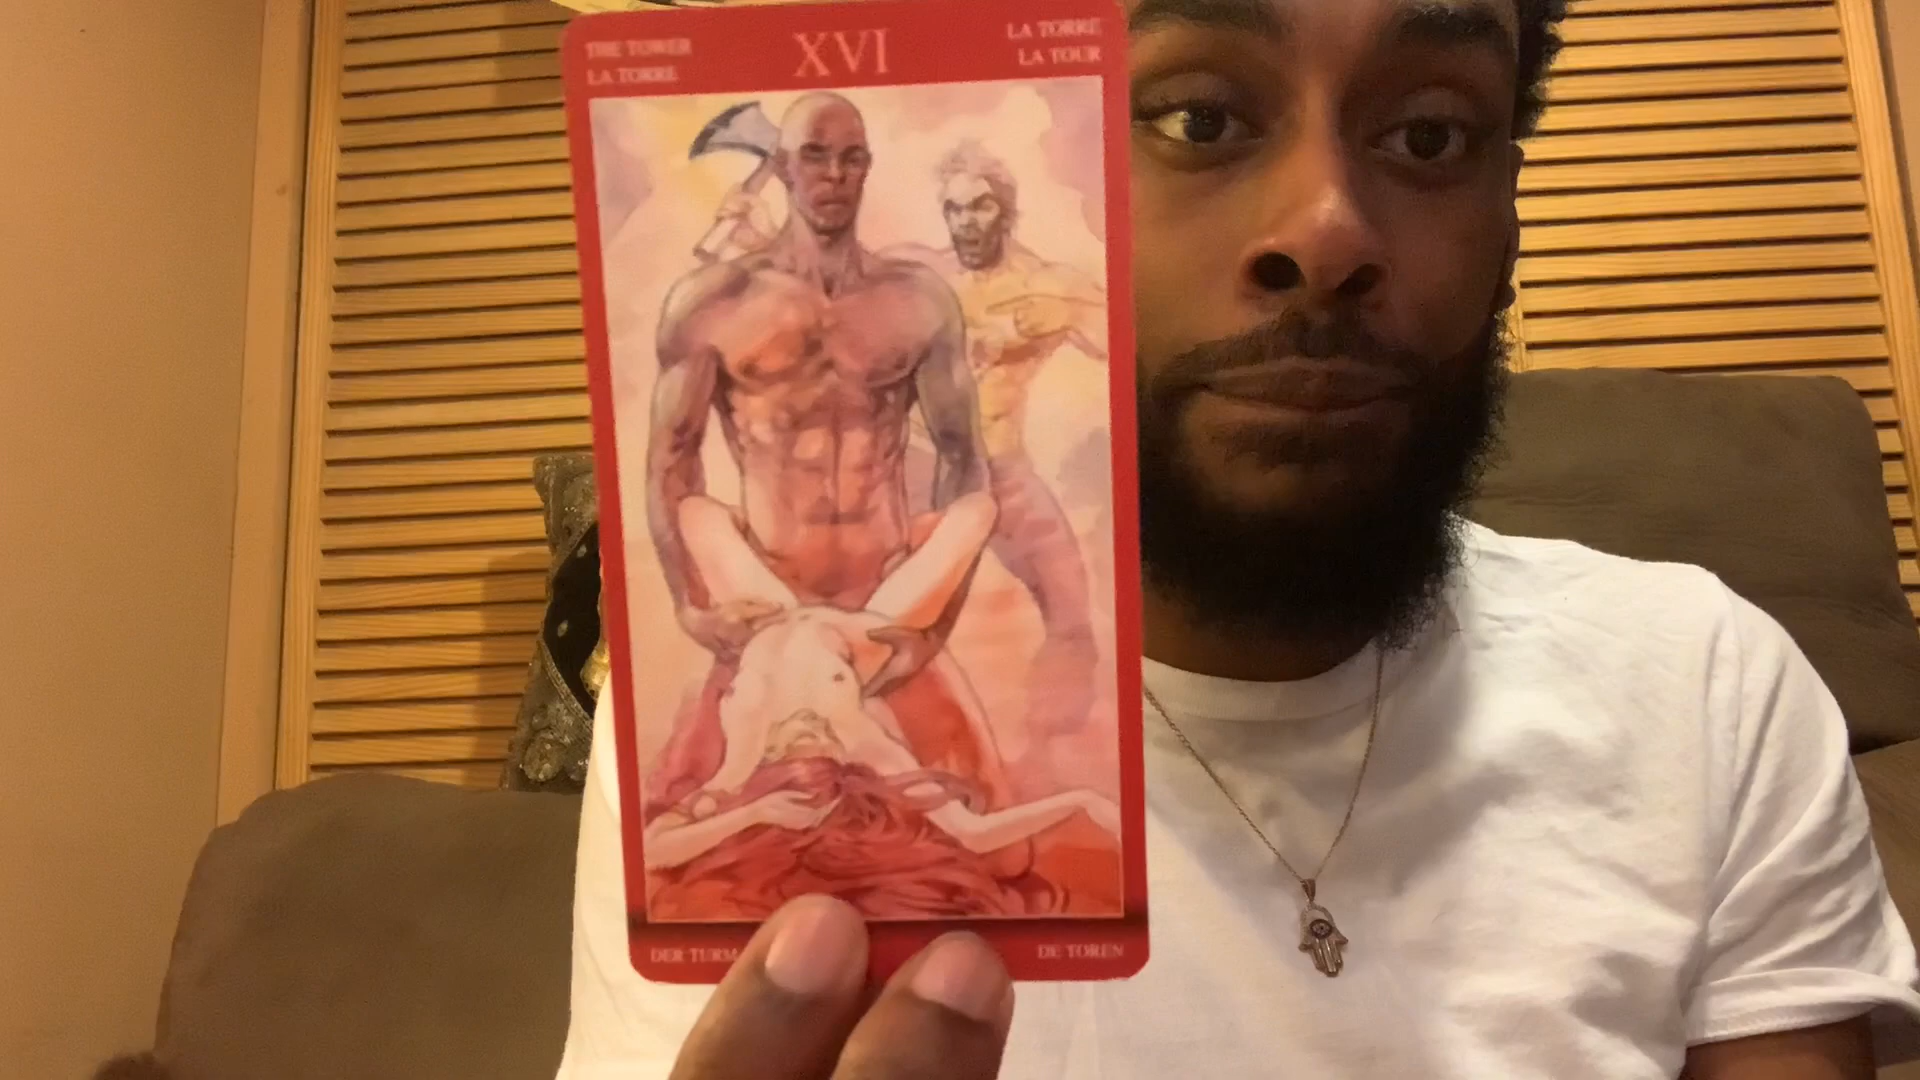 THE TOWER
LA TORRE
XVI
LA TORRE
LA TOUR
DER TURM
DE TOREN